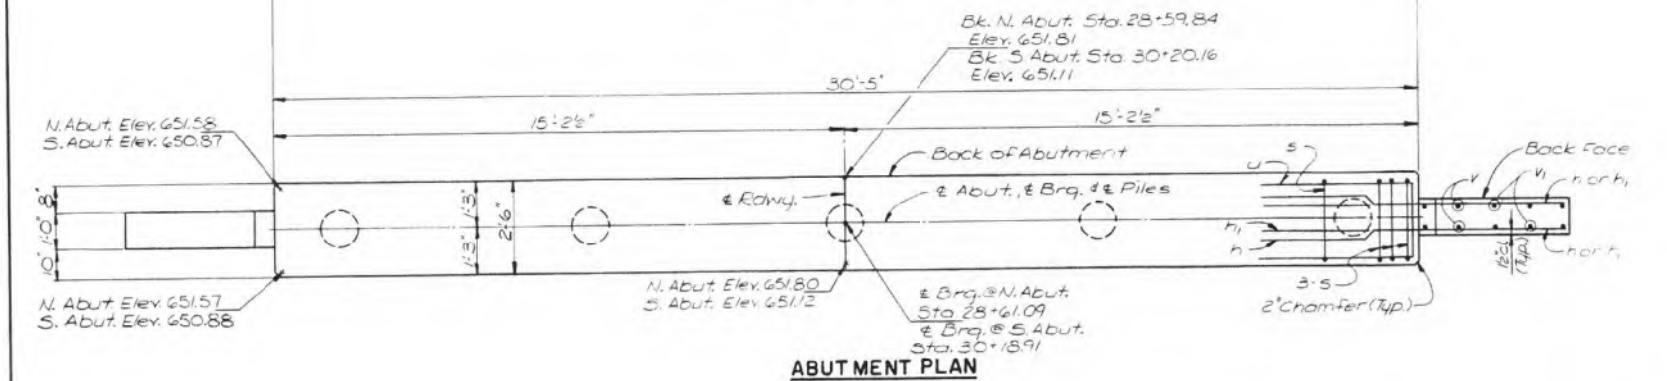 Bk. N. Abut. Sta. 28+59.84
Elev. 651.81
Bk. S. Abut. Sta. 30+20.16
Elev. 651.11
30'-5"
15'-2½"
15'-2½"
N. Abut. Elev. 651.58
S. Abut. Elev. 650.87
Back of Abutment
s
u
Back Face
v
v₁
h or h₁
8"
1'-0"
10"
1'-3"
1'-3"
2'-6"
℄ Rdwy.
℄ Abut., ℄ Brg. & ℄ Piles
h₁
h
h or h₁
1½" cl.
(Typ.)
3-s
2" Chamfer (Typ.)
N. Abut. Elev. 651.57
S. Abut. Elev. 650.88
N. Abut. Elev. 651.80
S. Abut. Elev. 651.12
℄ Brg. @ N. Abut.
Sta. 28+61.09
℄ Brg. @ S. Abut.
Sta. 30+18.91
ABUTMENT PLAN